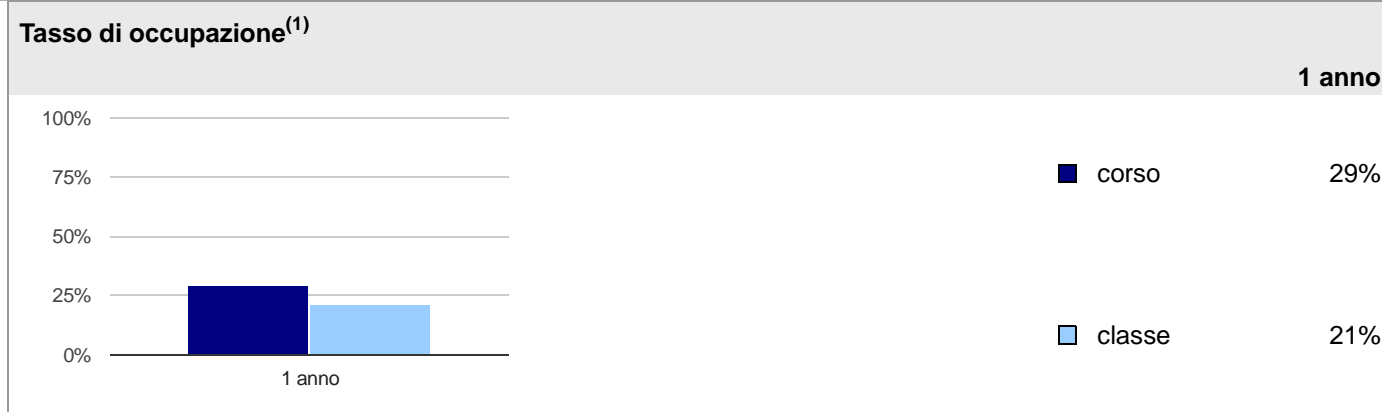 Tasso di occupazione(1)
1 anno
100%
75%
50%
25%
0%
1 anno
corso 29%
classe 21%